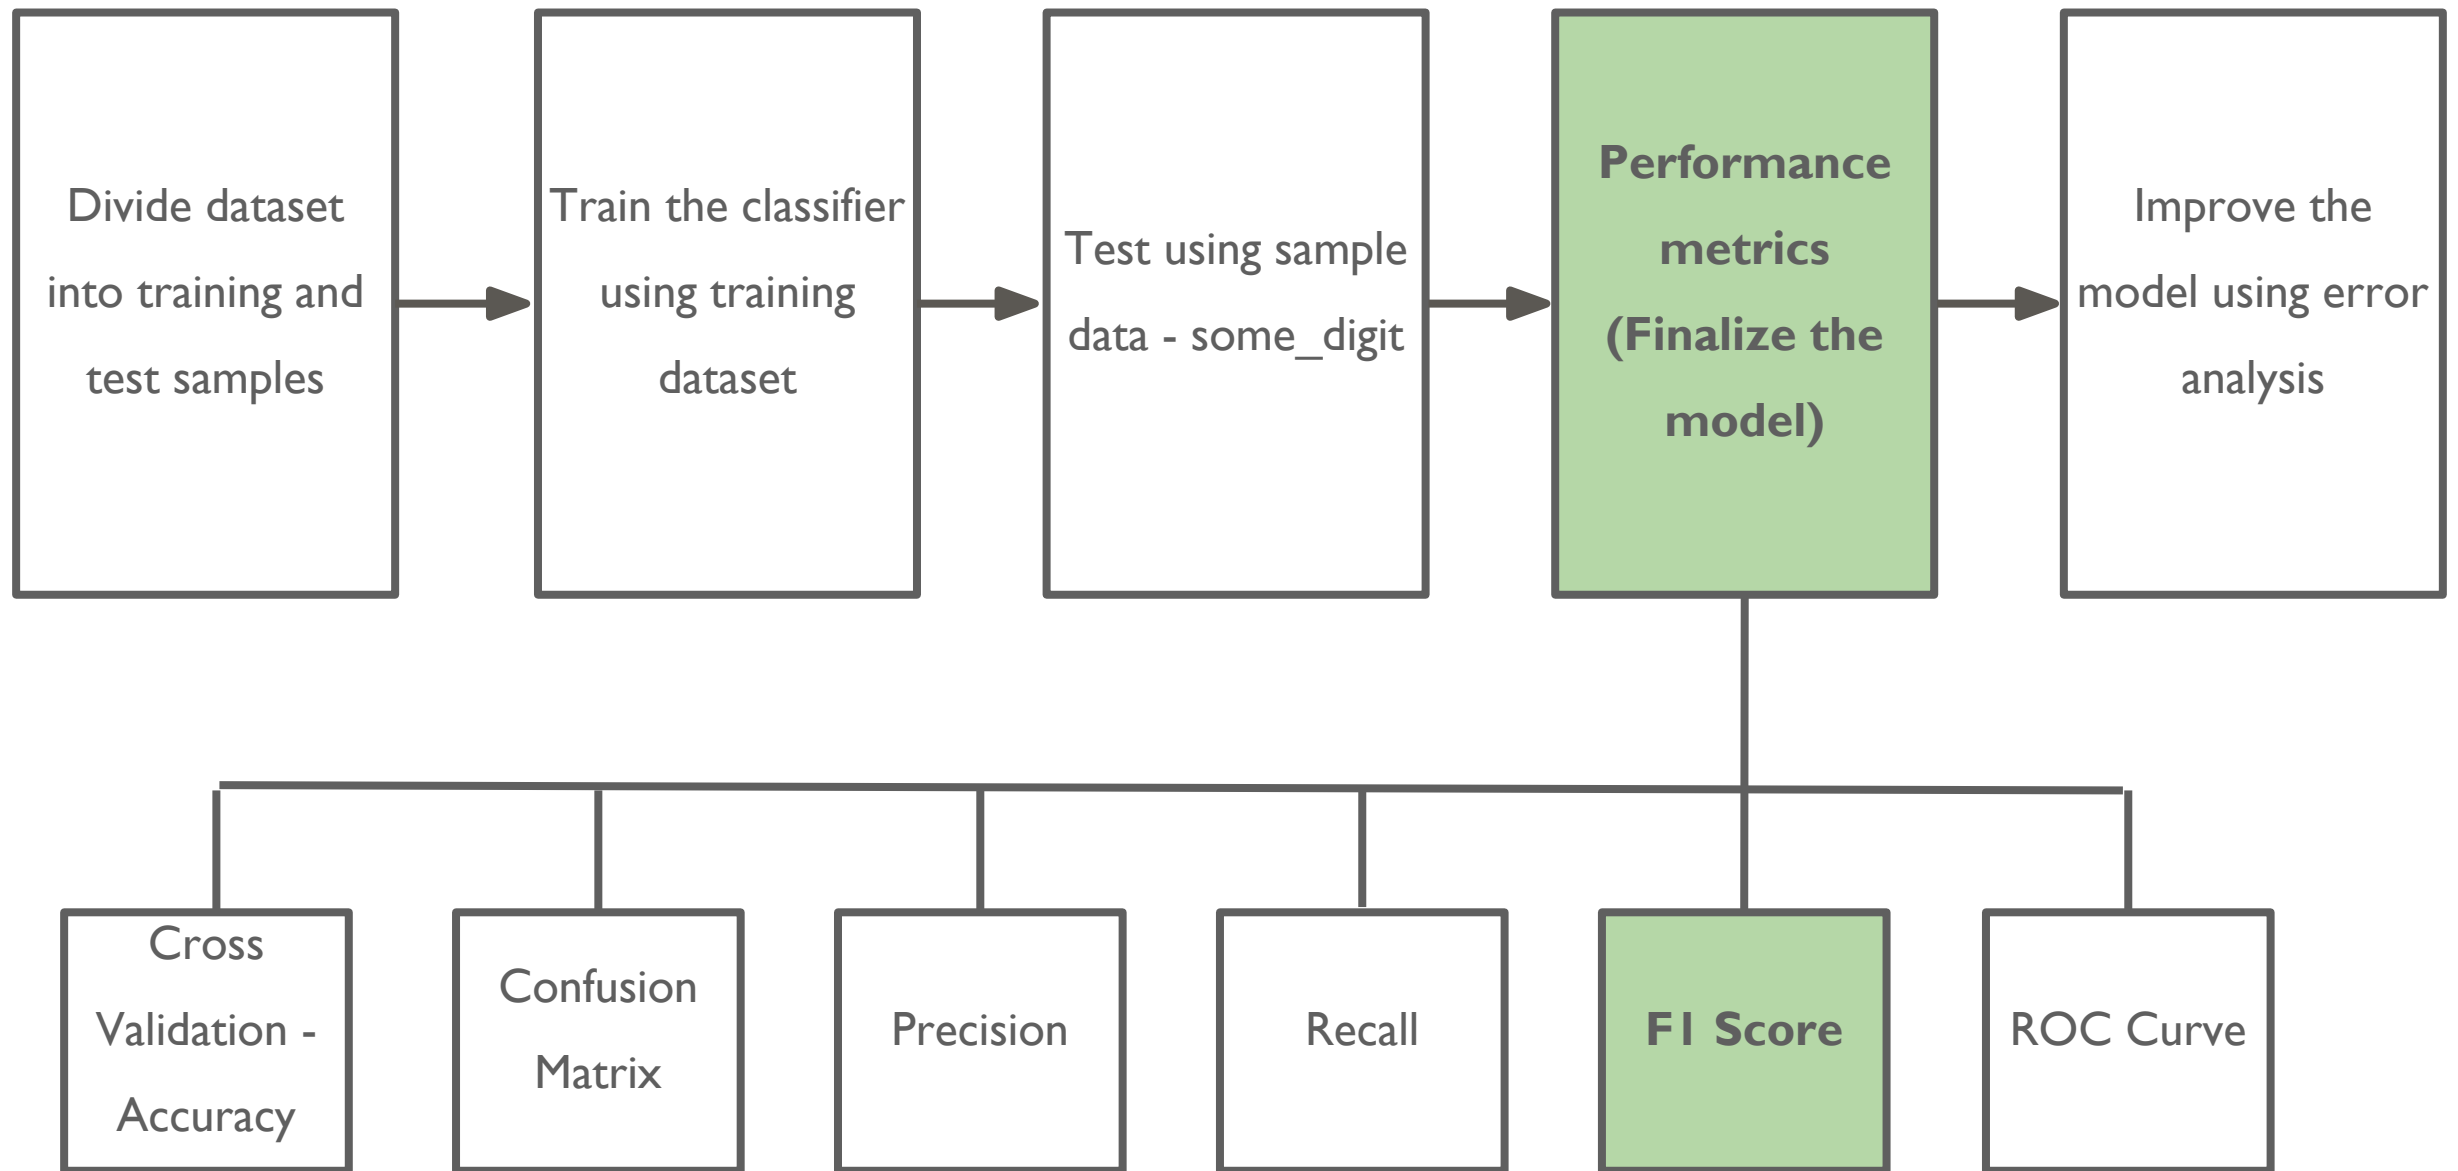 Divide dataset
into training and
test samples
Train the classifier
using training
dataset
Test using sample
data - some_digit
Performance
metrics
(Finalize the
model)
Improve the
model using error
analysis
Cross
Validation -
Accuracy
Confusion
Matrix
Precision
Recall
F1 Score
ROC Curve